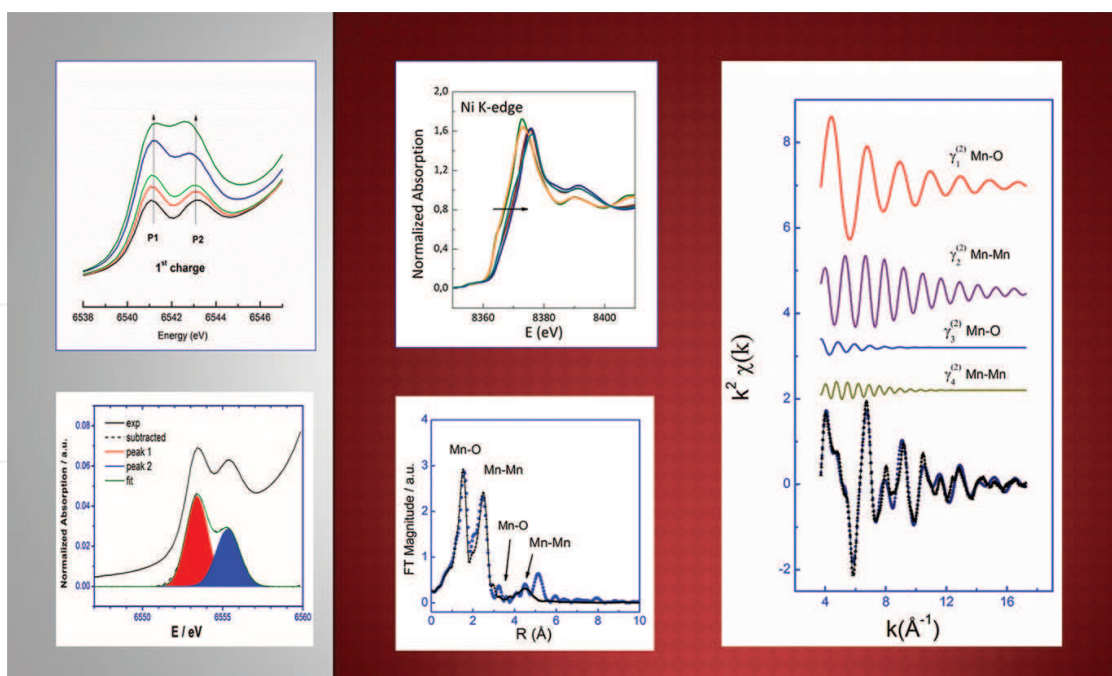 P1
P2
1st charge
6538 6540 6542 6544 6546
Energy (eV)
Ni K-edge
Normalized Absorption
2,0
1,6
1,2
0,8
0,4
0,0
8360 8380 8400
E (eV)
k² χ(k)
8
6
4
2
0
-2
γ₁⁽²⁾ Mn-O
γ₂⁽²⁾ Mn-Mn
γ₃⁽²⁾ Mn-O
γ₄⁽²⁾ Mn-Mn
4 8 12 16
k(Å⁻¹)
Normalized Absorption / a.u.
0.08
0.06
0.04
0.02
0.00
exp
subtracted
peak 1
peak 2
fit
6550 6555 6560
E / eV
FT Magnitude / a.u.
4
3
2
1
0
Mn-O
Mn-Mn
Mn-O
Mn-Mn
0 2 4 6 8 10
R (Å)